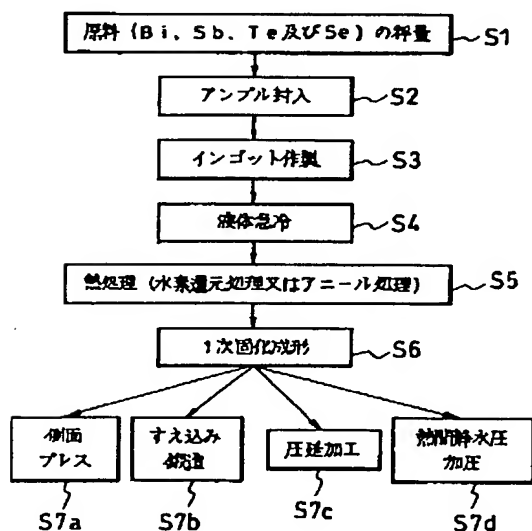 原料(Bi、Sb、Te及びSe)の秤量
S1
アンプル封入
S2
インゴット作製
S3
液体急冷
S4
熱処理(水素還元処理又はアニール処理)
S5
1次固化成形
S6
側面
プレス
すえ込み
鍛造
圧延加工
熱間静水圧
加圧
S7a
S7b
S7c
S7d